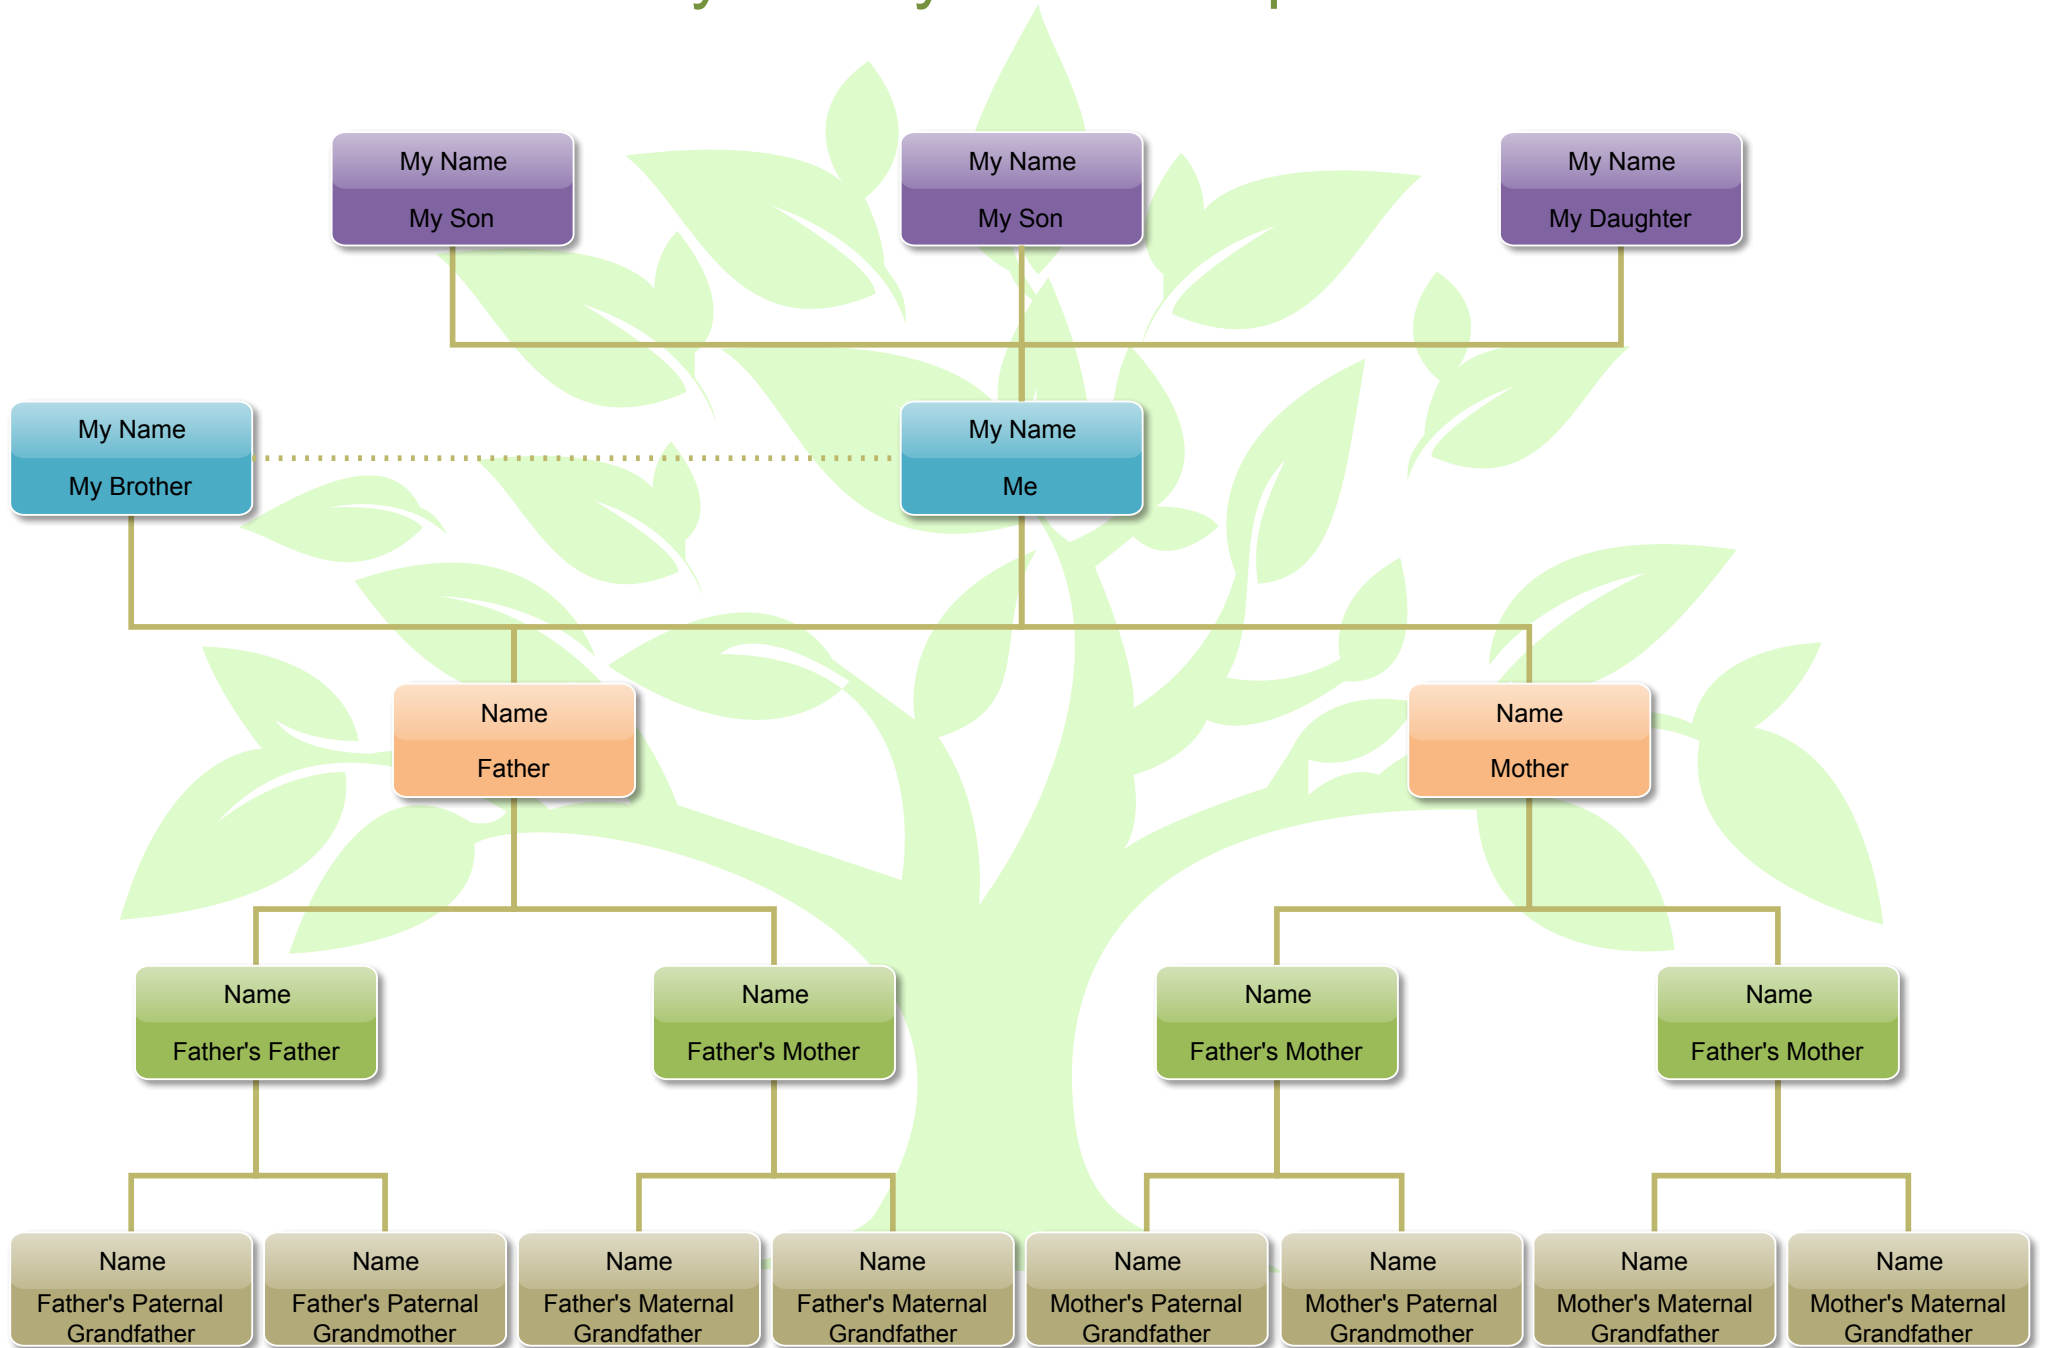 My Name
My Son
My Name
My Son
My Name
My Daughter
My Name
My Brother
My Name
Me
Name
Father
Name
Mother
Name
Father's Father
Name
Father's Mother
Name
Father's Mother
Name
Father's Mother
Name
Father's Paternal
Grandfather
Name
Father's Paternal
Grandmother
Name
Father's Maternal
Grandfather
Name
Father's Maternal
Grandfather
Name
Mother's Paternal
Grandfather
Name
Mother's Paternal
Grandmother
Name
Mother's Maternal
Grandfather
Name
Mother's Maternal
Grandfather